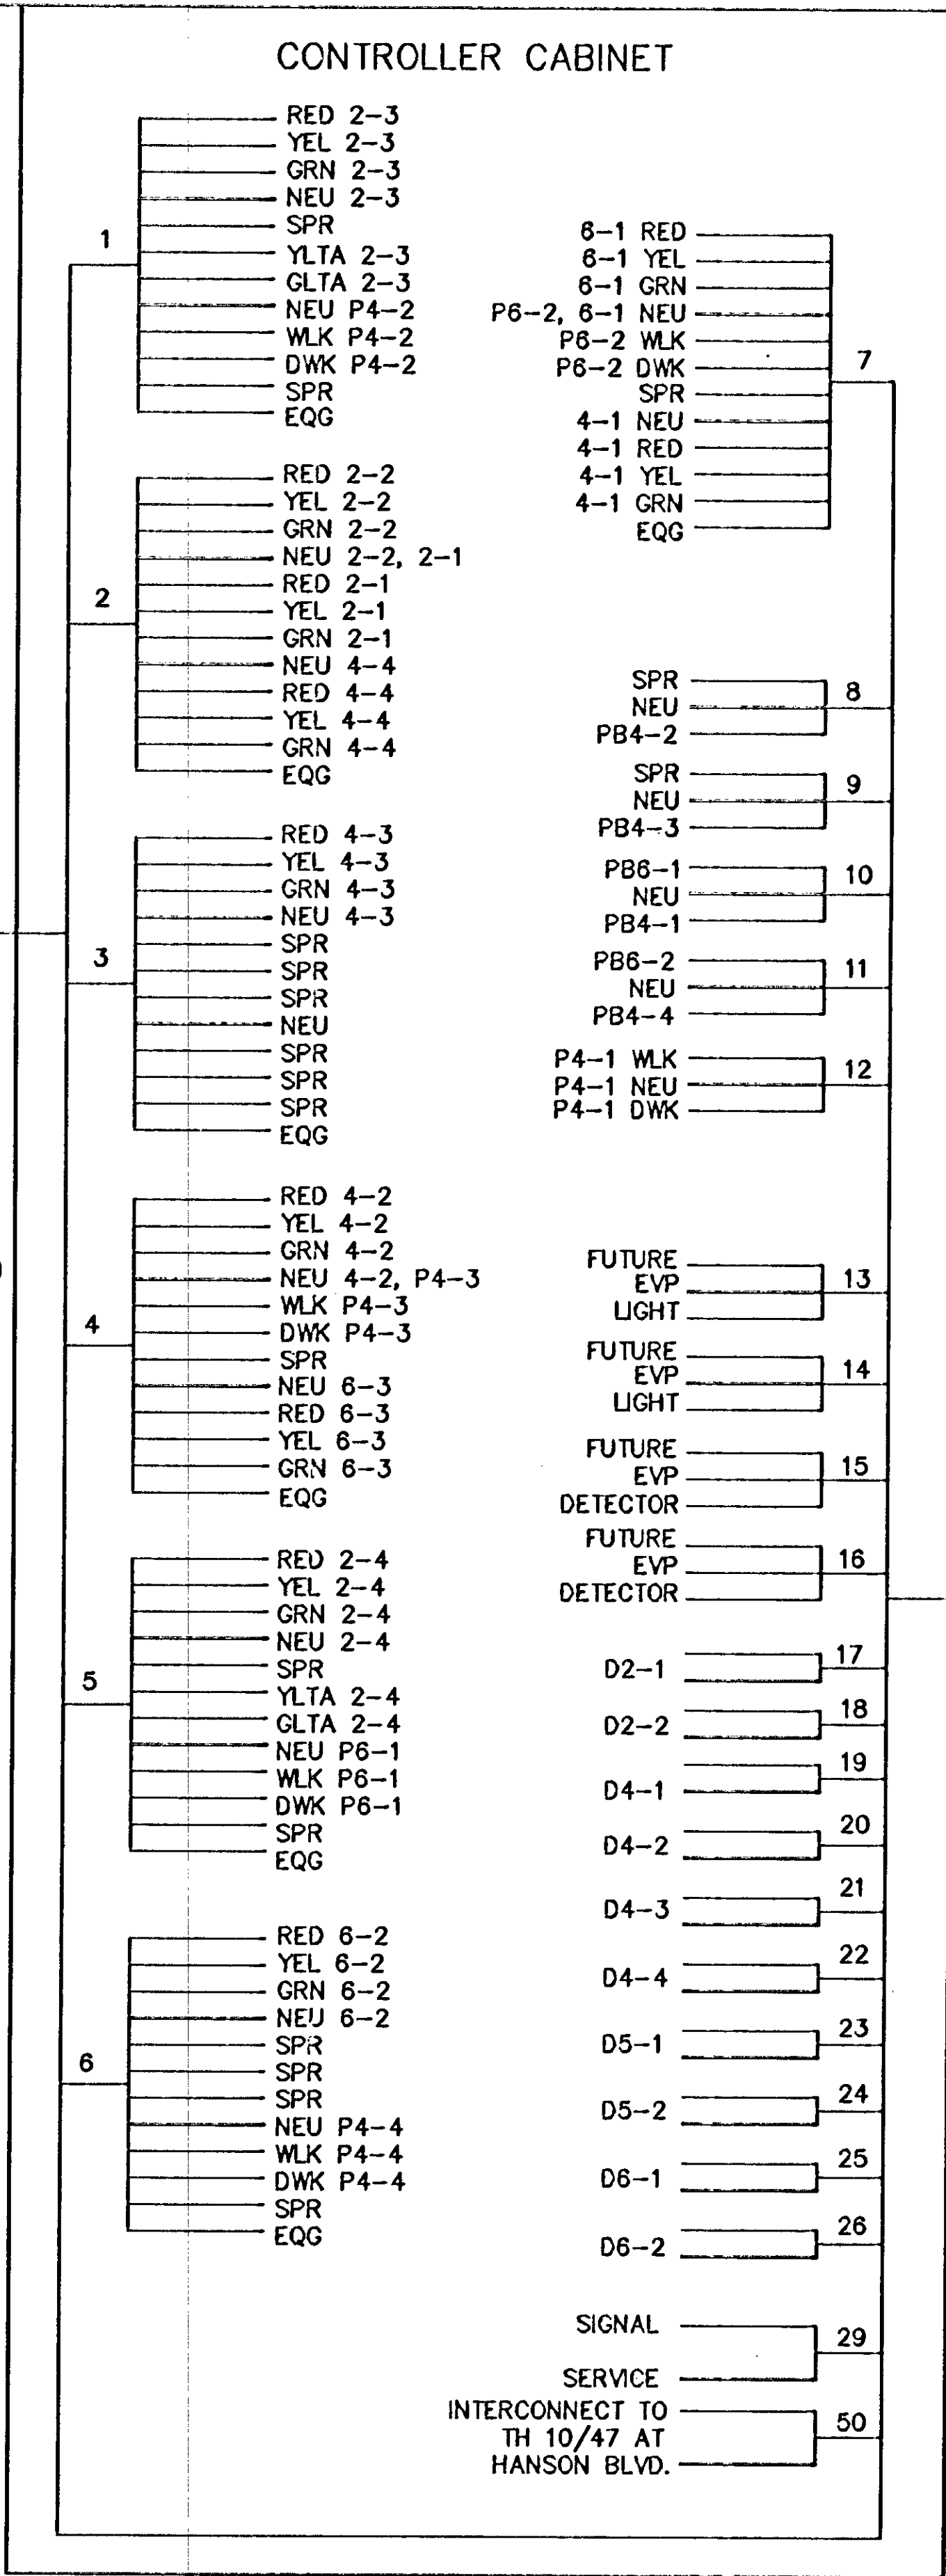 CONTROLLER CABINET
1
RED 2-3
YEL 2-3
GRN 2-3
NEU 2-3
SPR
YLTA 2-3
GLTA 2-3
NEU P4-2
WLK P4-2
DWK P4-2
SPR
EQG
2
RED 2-2
YEL 2-2
GRN 2-2
NEU 2-2, 2-1
RED 2-1
YEL 2-1
GRN 2-1
NEU 4-4
RED 4-4
YEL 4-4
GRN 4-4
EQG
3
RED 4-3
YEL 4-3
GRN 4-3
NEU 4-3
SPR
SPR
SPR
NEU
SPR
SPR
SPR
EQG
4
RED 4-2
YEL 4-2
GRN 4-2
NEU 4-2, P4-3
WLK P4-3
DWK P4-3
SPR
NEU 6-3
RED 6-3
YEL 6-3
GRN 6-3
EQG
5
RED 2-4
YEL 2-4
GRN 2-4
NEU 2-4
SPR
YLTA 2-4
GLTA 2-4
NEU P6-1
WLK P6-1
DWK P6-1
SPR
EQG
6
RED 6-2
YEL 6-2
GRN 6-2
NEU 6-2
SPR
SPR
SPR
NEU P4-4
WLK P4-4
DWK P4-4
SPR
EQG
6-1 RED
6-1 YEL
6-1 GRN
P6-2, 6-1 NEU
P6-2 WLK
P6-2 DWK
SPR
4-1 NEU
4-1 RED
4-1 YEL
4-1 GRN
EQG
7
SPR
NEU
PB4-2
8
SPR
NEU
PB4-3
9
PB6-1
NEU
PB4-1
10
PB6-2
NEU
PB4-4
11
P4-1 WLK
P4-1 NEU
P4-1 DWK
12
FUTURE
EVP
LIGHT
13
FUTURE
EVP
LIGHT
14
FUTURE
EVP
DETECTOR
15
FUTURE
EVP
DETECTOR
16
D2-1
17
D2-2
18
D4-1
19
D4-2
20
D4-3
21
D4-4
22
D5-1
23
D5-2
24
D6-1
25
D6-2
26
SIGNAL
SERVICE
29
INTERCONNECT TO
TH 10/47 AT
HANSON BLVD.
50